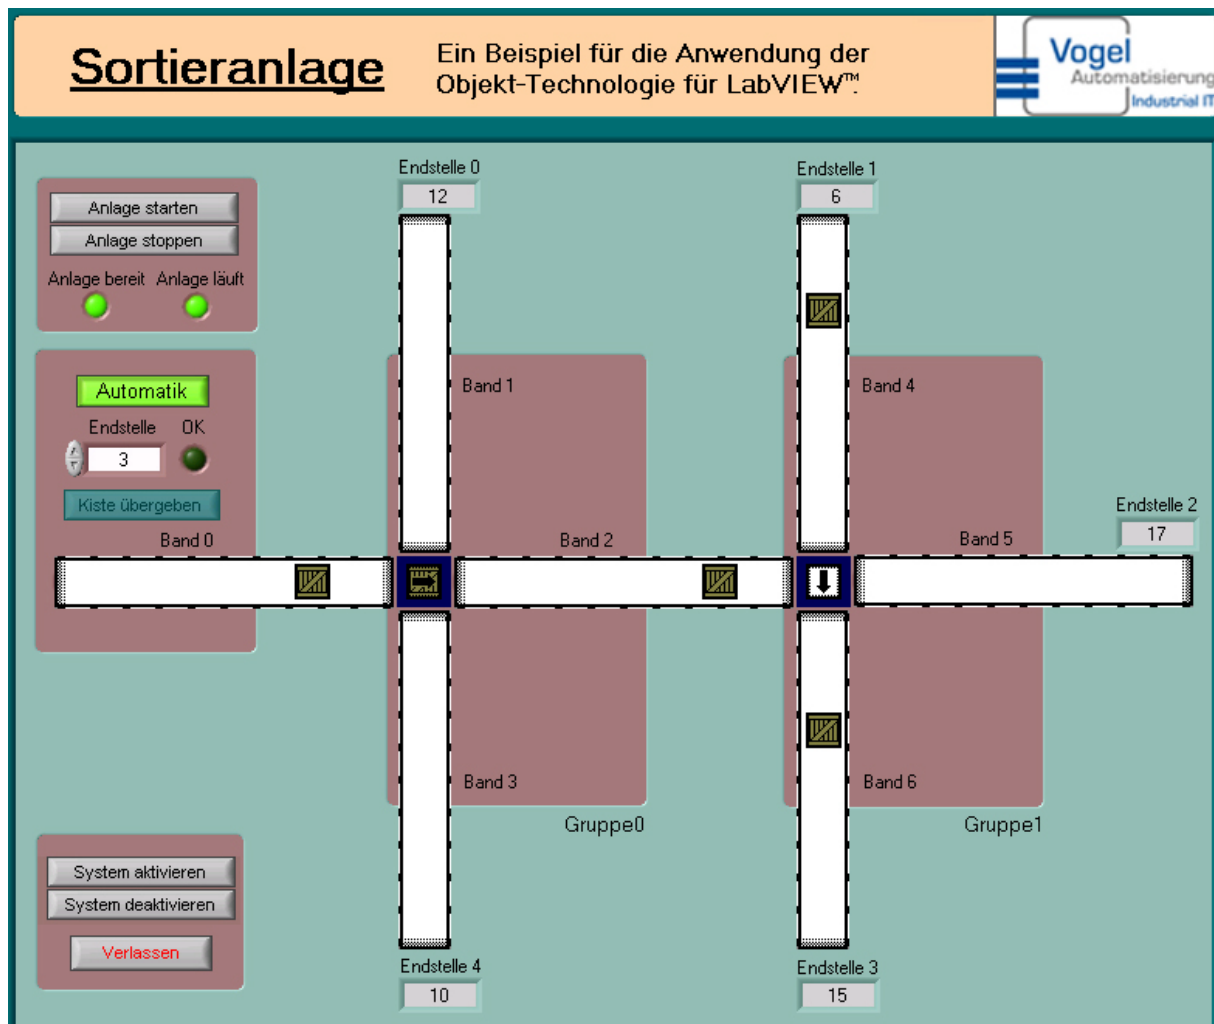 Sortieranlage
Ein Beispiel für die Anwendung der
Objekt-Technologie für LabVIEW™.
Vogel
Automatisierung
Industrial IT
Anlage starten
Anlage stoppen
Anlage bereit
Anlage läuft
Automatik
Endstelle
OK
3
Kiste übergeben
Band 0
Endstelle 0
12
Endstelle 1
6
Band 1
Band 4
Band 2
Band 5
Endstelle 2
17
Band 3
Band 6
Gruppe0
Gruppe1
System aktivieren
System deaktivieren
Verlassen
Endstelle 4
10
Endstelle 3
15